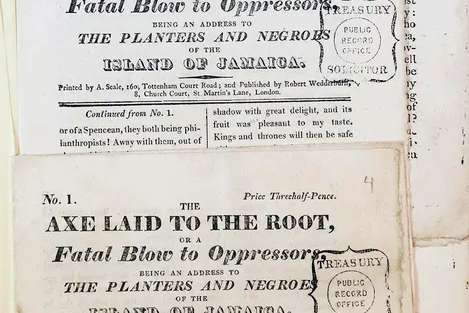 Fatal Blow to Oppressors,
BEING AN ADDRESS TO
THE PLANTERS AND NEGROES
OF THE
ISLAND OF JAMAICA.
TREASURY
PUBLIC
RECORD
OFFICE
SOLICITOR
Printed by A. Seale, 160, Tottenham Court Road; and Published by Robert Wedderburn,
8, Church Court, St Martin's Lane, London.
Continued from No. 1.
or of a Spencean, they both being phi-
lanthropists! Away with them, out of
shadow with great delight, and its
fruit was pleasant to my taste.
Kings and thrones will then be safe
4
No. 1.
Price Threehalf-Pence.
THE
AXE LAID TO THE ROOT,
OR A
Fatal Blow to Oppressors,
BEING AN ADDRESS TO
THE PLANTERS AND NEGROES
OF THE
ISLAND OF JAMAICA.
TREASURY
PUBLIC
RECORD
OFFICE